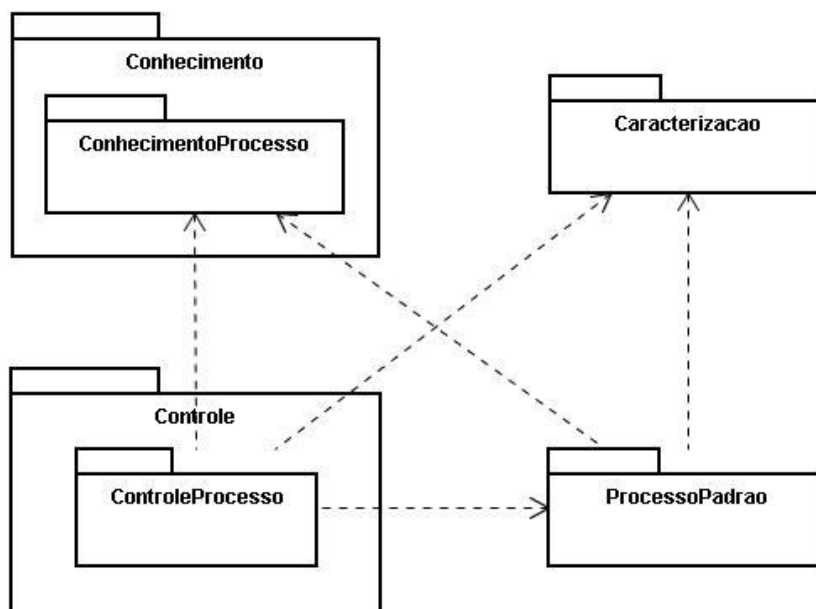 Conhecimento
ConhecimentoProcesso
Caracterizacao
Controle
ControleProcesso
ProcessoPadrao